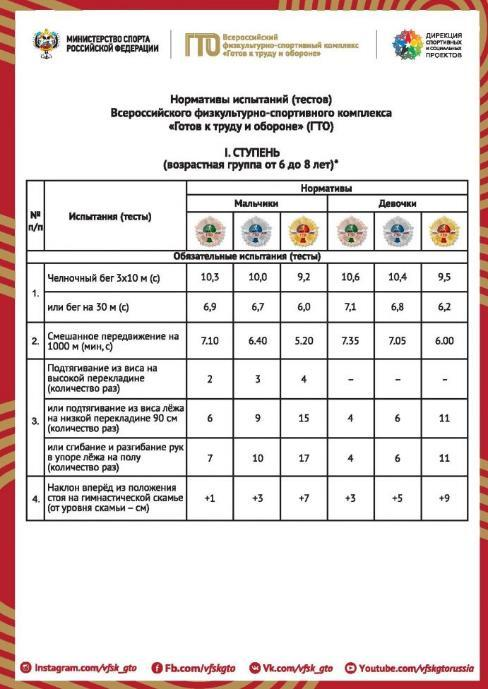 МИНИСТЕРСТВО СПОРТА
РОССИЙСКОЙ ФЕДЕРАЦИИ
ГТО
Всероссийский
физкультурно-спортивный комплекс
«Готов к труду и обороне»
ДИРЕКЦИЯ
СПОРТИВНЫХ
И СОЦИАЛЬНЫХ
ПРОЕКТОВ
Нормативы испытаний (тестов)
Всероссийского физкультурно-спортивного комплекса
«Готов к труду и обороне» (ГТО)
I. СТУПЕНЬ
(возрастная группа от 6 до 8 лет)*
№ п/п Испытания (тесты) Нормативы
Мальчики Девочки
Обязательные испытания (тесты)
1. Челночный бег 3х10 м (с) 10,3 10,0 9,2 10,6 10,4 9,5
или бег на 30 м (с) 6,9 6,7 6,0 7,1 6,8 6,2
2. Смешанное передвижение на
1000 м (мин, с) 7.10 6.40 5.20 7.35 7.05 6.00
3. Подтягивание из виса на
высокой перекладине
(количество раз) 2 3 4 – – –
или подтягивание из виса лёжа
на низкой перекладине 90 см
(количество раз) 6 9 15 4 6 11
или сгибание и разгибание рук
в упоре лёжа на полу
(количество раз) 7 10 17 4 6 11
4. Наклон вперёд из положения
стоя на гимнастической скамье
(от уровня скамьи – см) +1 +3 +7 +3 +5 +9
Instagram.com/vfsk_gto Fb.com/vfskgto Vk.com/vfsk_gto Youtube.com/vfskgtorussia